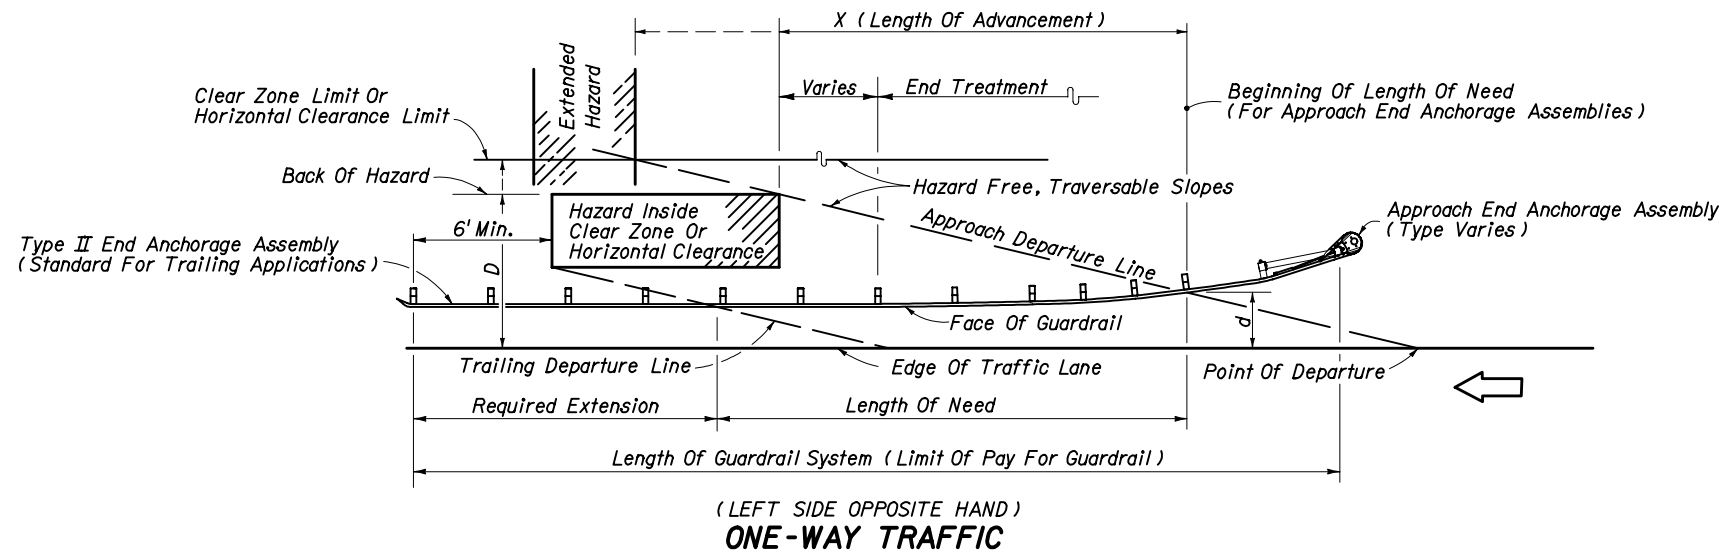 X ( Length Of Advancement )
Extended
Hazard
Varies
End Treatment
Clear Zone Limit Or
Horizontal Clearance Limit
Beginning Of Length Of Need
( For Approach End Anchorage Assemblies )
Back Of Hazard
Hazard Free, Traversable Slopes
Hazard Inside
Clear Zone Or
Horizontal Clearance
6' Min.
Approach Departure Line
Approach End Anchorage Assembly
( Type Varies )
Type II End Anchorage Assembly
( Standard For Trailing Applications )
D
d
Face Of Guardrail
Trailing Departure Line
Edge Of Traffic Lane
Point Of Departure
Required Extension
Length Of Need
Length Of Guardrail System ( Limit Of Pay For Guardrail )
( LEFT SIDE OPPOSITE HAND )
ONE-WAY TRAFFIC